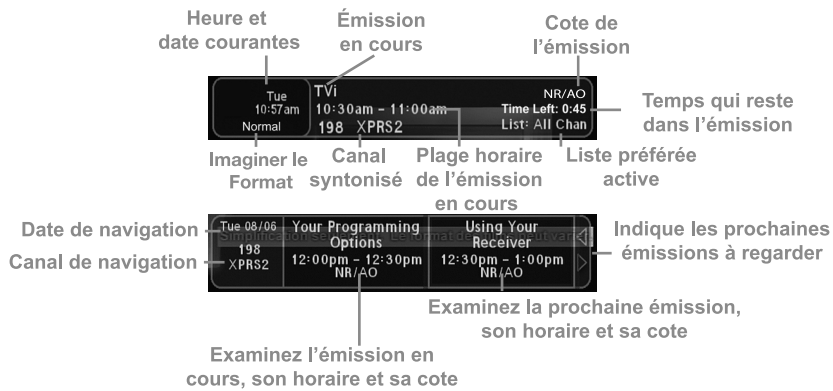 Heure et
date courantes
Émission
en cours
Cote de
l'émission
Tue
10:57am
Normal
TVi
10:30am - 11:00am
198 XPRS2
NR/AO
Time Left: 0:45
List: All Chan
Temps qui reste
dans l'émission
Imaginer le
Format
Canal
syntonisé
Plage horaire
de l'émission
en cours
Liste préférée
active
Date de navigation
Canal de navigation
Tue 08/06
198
XPRS2
Your Programming
Options
12:00pm - 12:30pm
NR/AO
Using Your
Receiver
12:30pm - 1:00pm
NR/AO
Indique les prochaines
émissions à regarder
Examinez la prochaine émission,
son horaire et sa cote
Examinez l'émission en
cours, son horaire et sa cote